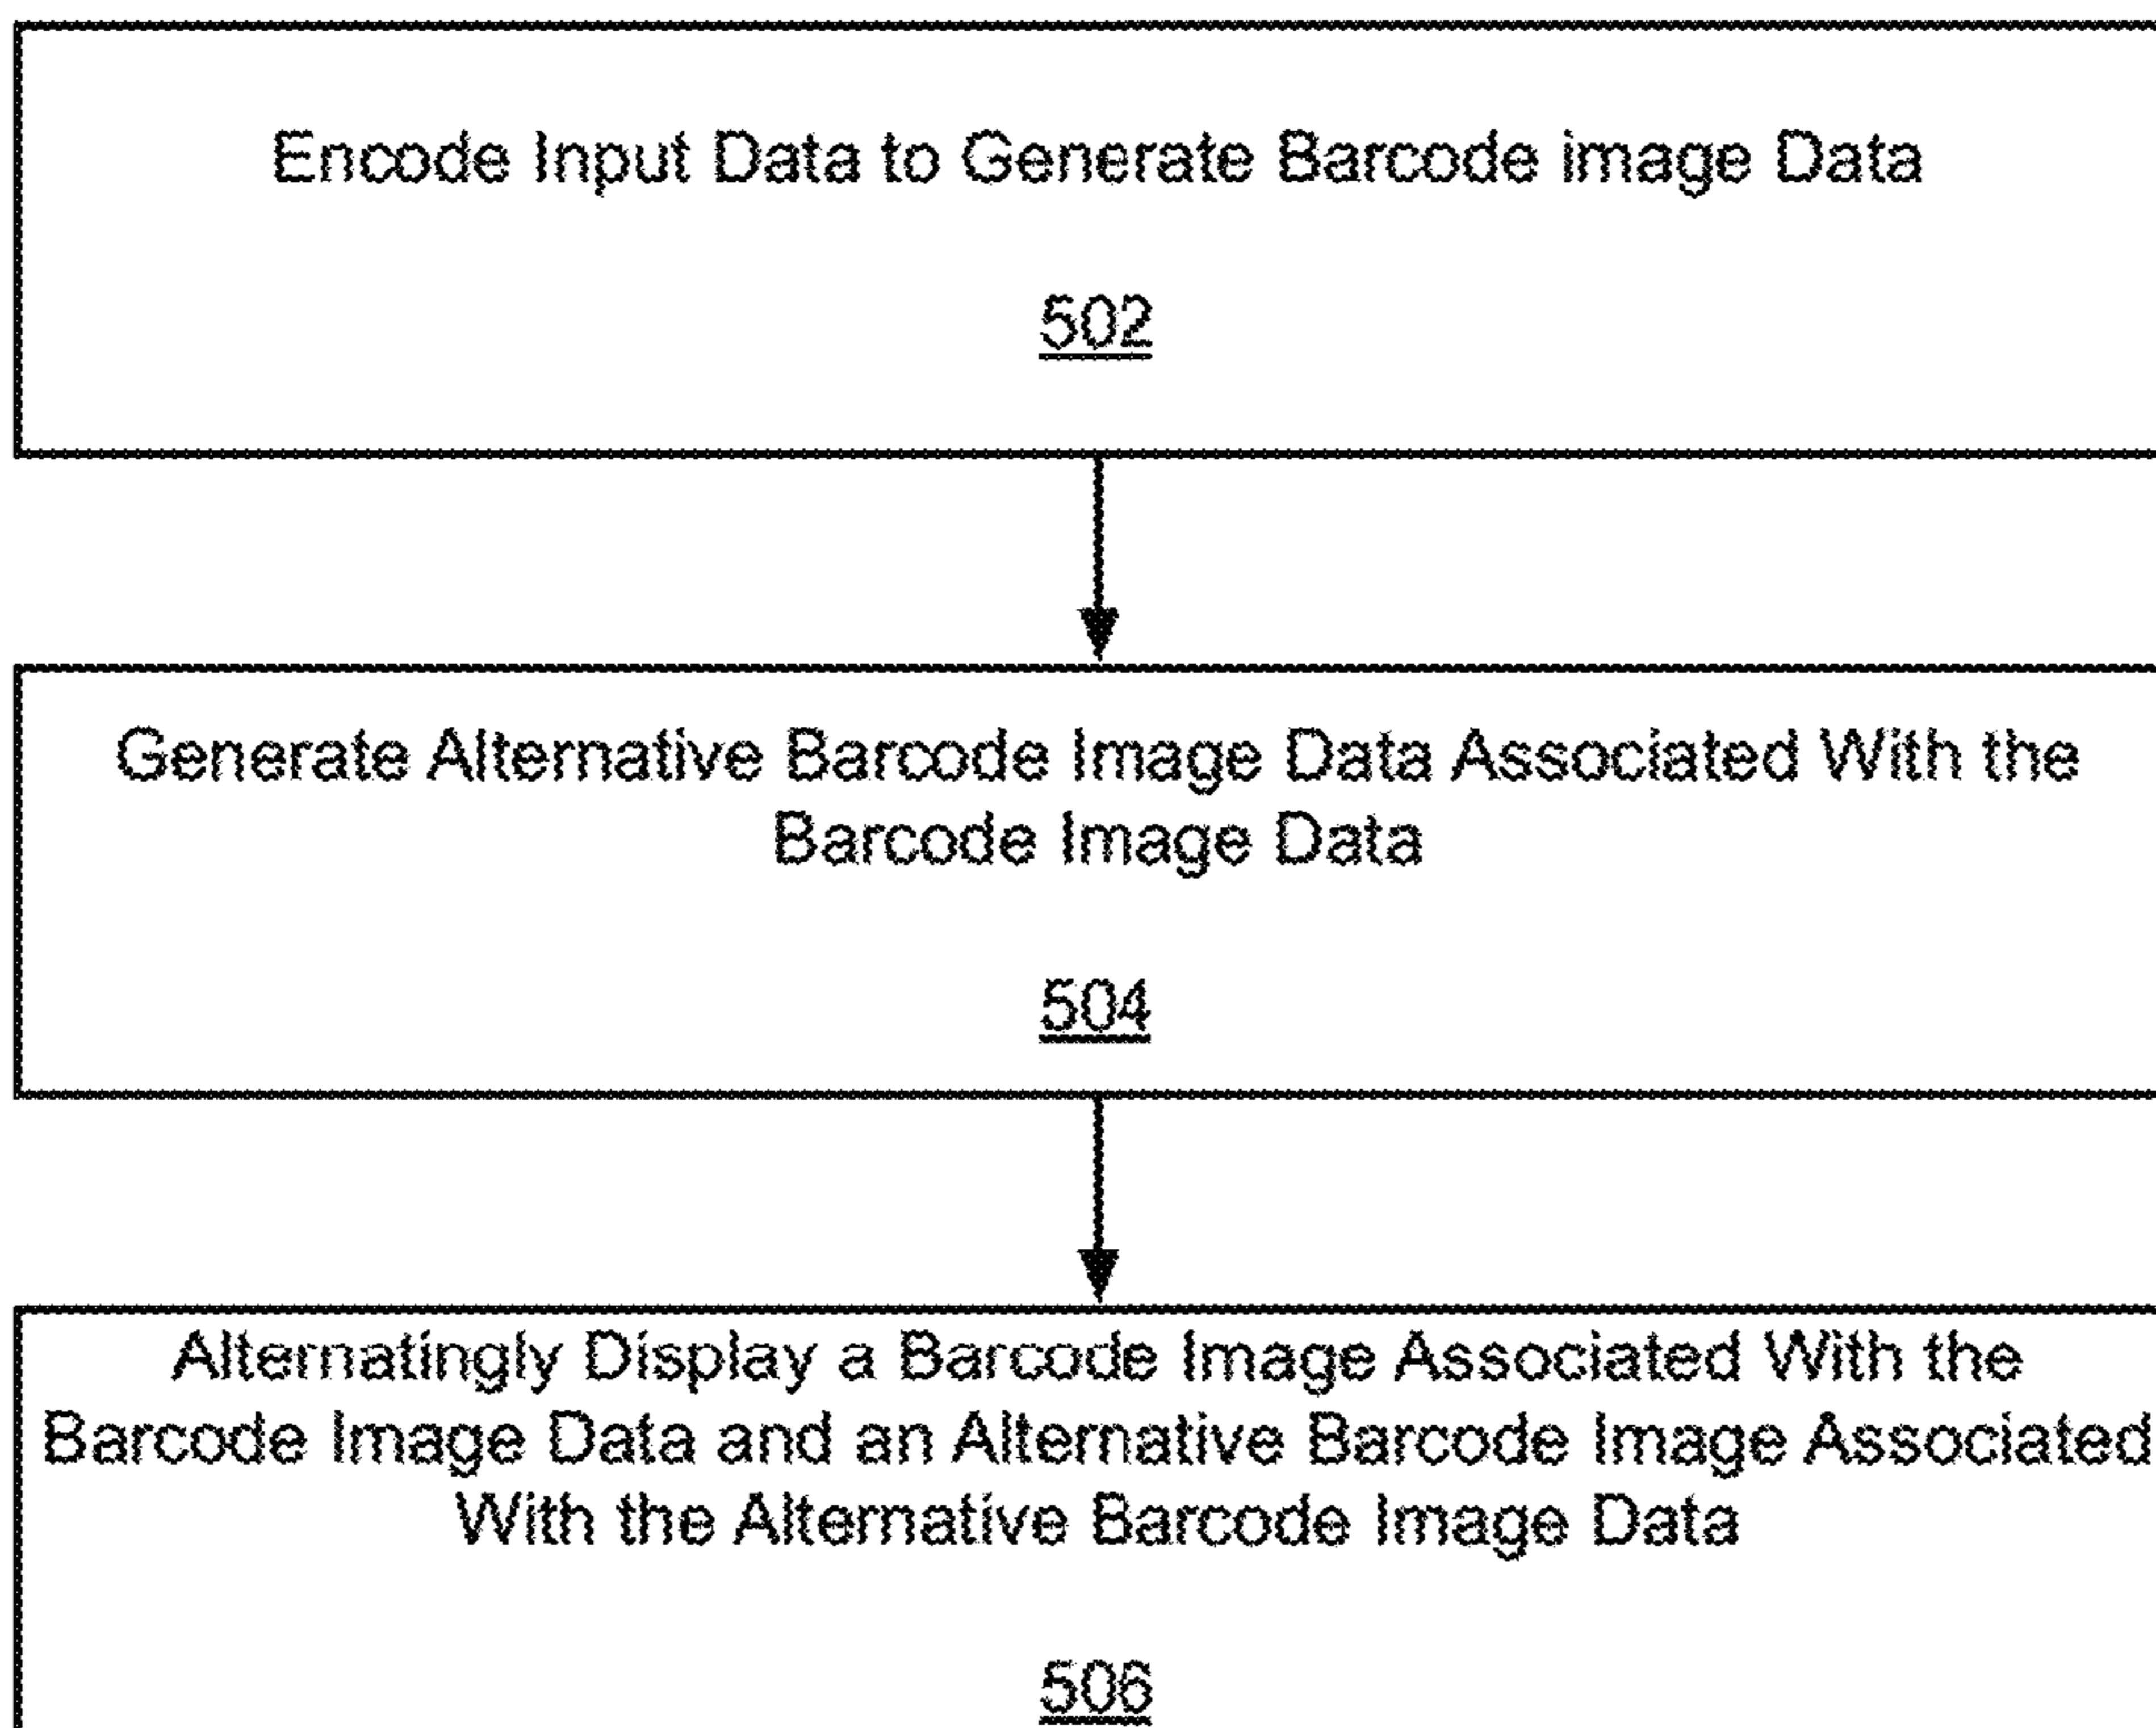 Encode Input Data to Generate Barcode image Data
502
Generate Alternative Barcode Image Data Associated With the
Barcode Image Data
504
Alternatingly Display a Barcode Image Associated With the
Barcode Image Data and an Alternative Barcode Image Associated
With the Alternative Barcode Image Data
506